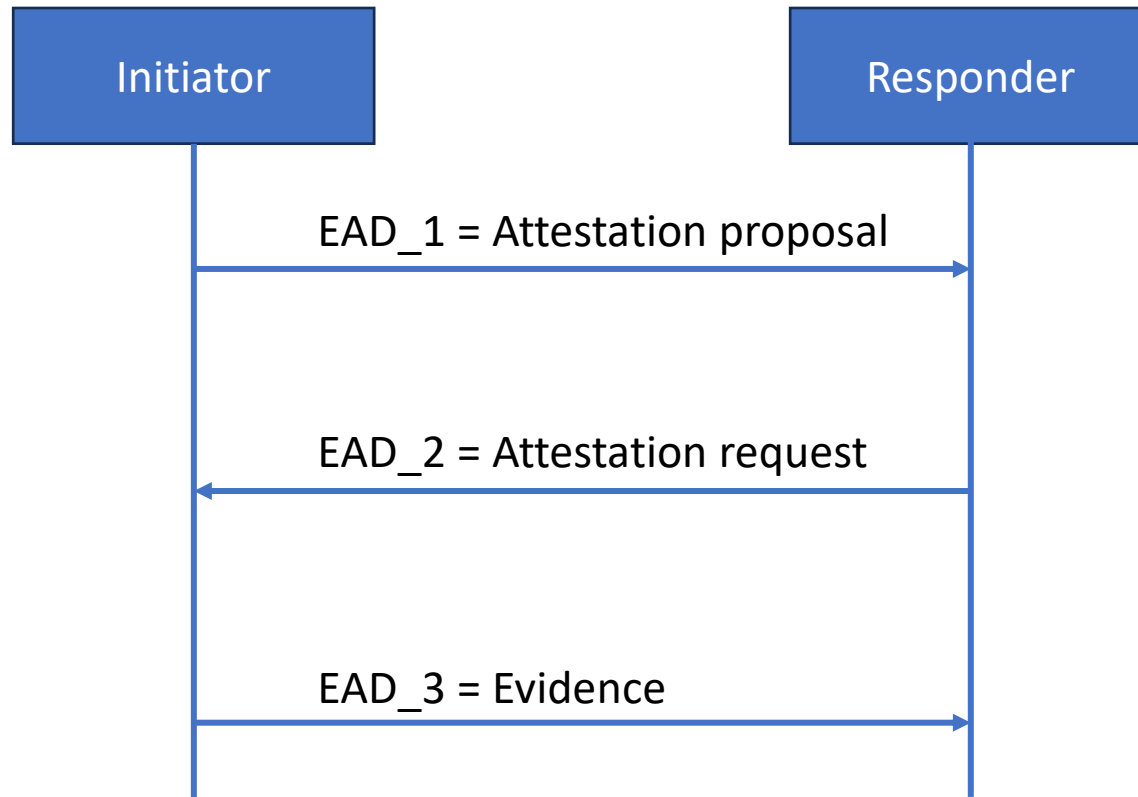 Initiator
Responder
EAD_1 = Attestation proposal
EAD_2 = Attestation request
EAD_3 = Evidence